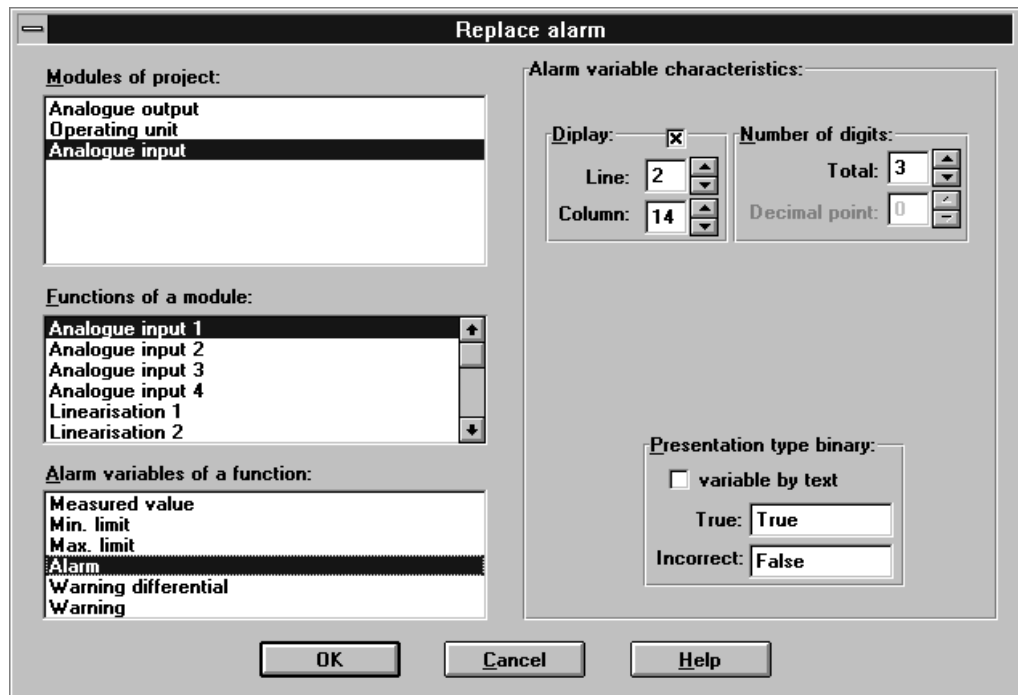 Replace alarm
Modules of project:
Analogue output
Operating unit
Analogue input
Functions of a module:
Analogue input 1
Analogue input 2
Analogue input 3
Analogue input 4
Linearisation 1
Linearisation 2
Alarm variables of a function:
Measured value
Min. limit
Max. limit
Alarm
Warning differential
Warning
Alarm variable characteristics:
Diplay:
Line: 2
Column: 14
Number of digits:
Total: 3
Decimal point: 0
Presentation type binary:
variable by text
True: True
Incorrect: False
OK Cancel Help